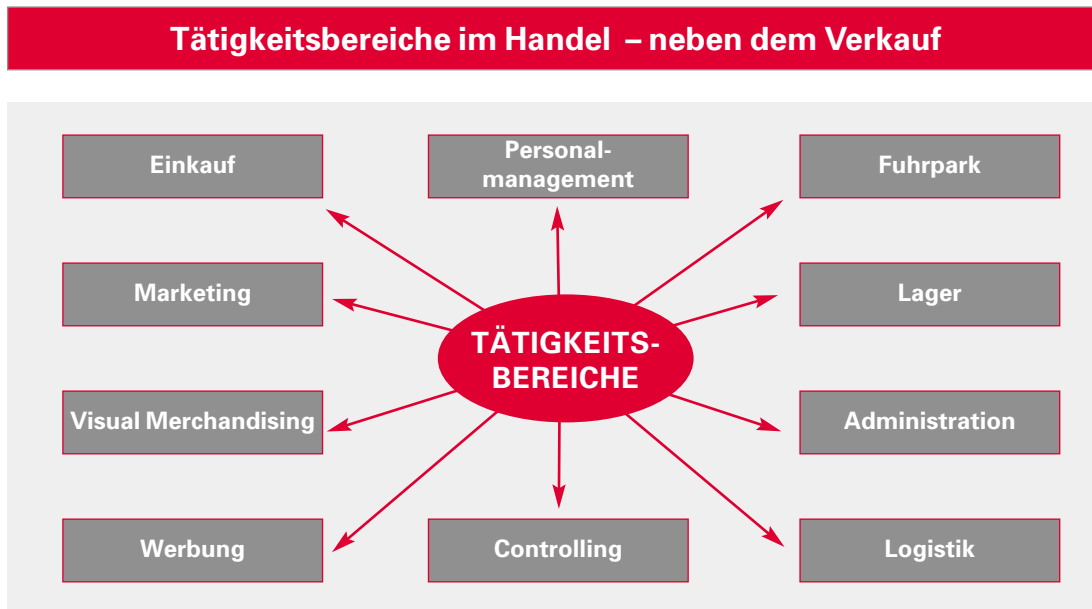 Tätigkeitsbereiche im Handel – neben dem Verkauf
Einkauf
Personal-
management
Fuhrpark
Marketing
Lager
TÄTIGKEITS-
BEREICHE
Visual Merchandising
Administration
Werbung
Controlling
Logistik